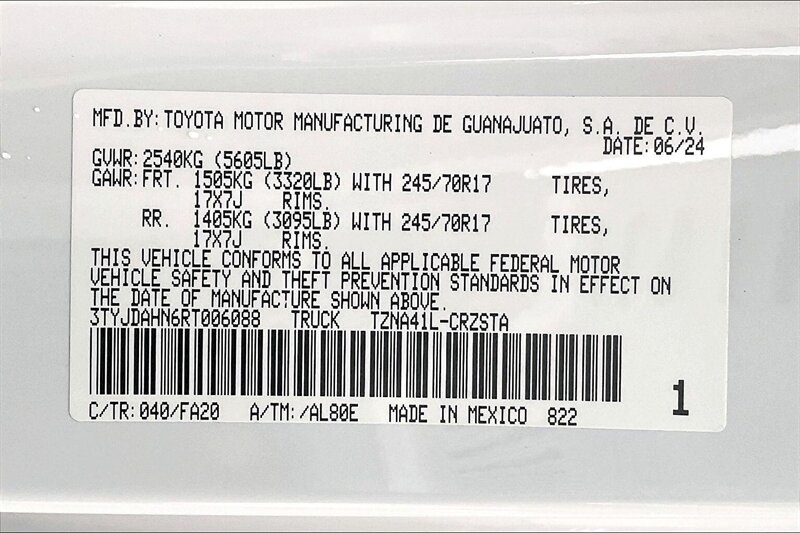 MFD.BY: TOYOTA MOTOR MANUFACTURING DE GUANAJUATO, S.A. DE C.V.
DATE: 06/24
GVWR: 2540KG (5605LB)
GAWR: FRT. 1505KG (3320LB) WITH 245/70R17 TIRES,
17X7J RIMS.
RR. 1405KG (3095LB) WITH 245/70R17 TIRES,
17X7J RIMS.
THIS VEHICLE CONFORMS TO ALL APPLICABLE FEDERAL MOTOR
VEHICLE SAFETY AND THEFT PREVENTION STANDARDS IN EFFECT ON
THE DATE OF MANUFACTURE SHOWN ABOVE.
3TYJDAHN6RT006088 TRUCK TZNA41L-CRZSTA
1
C/TR: 040/FA20 A/TM: /AL80E MADE IN MEXICO 822